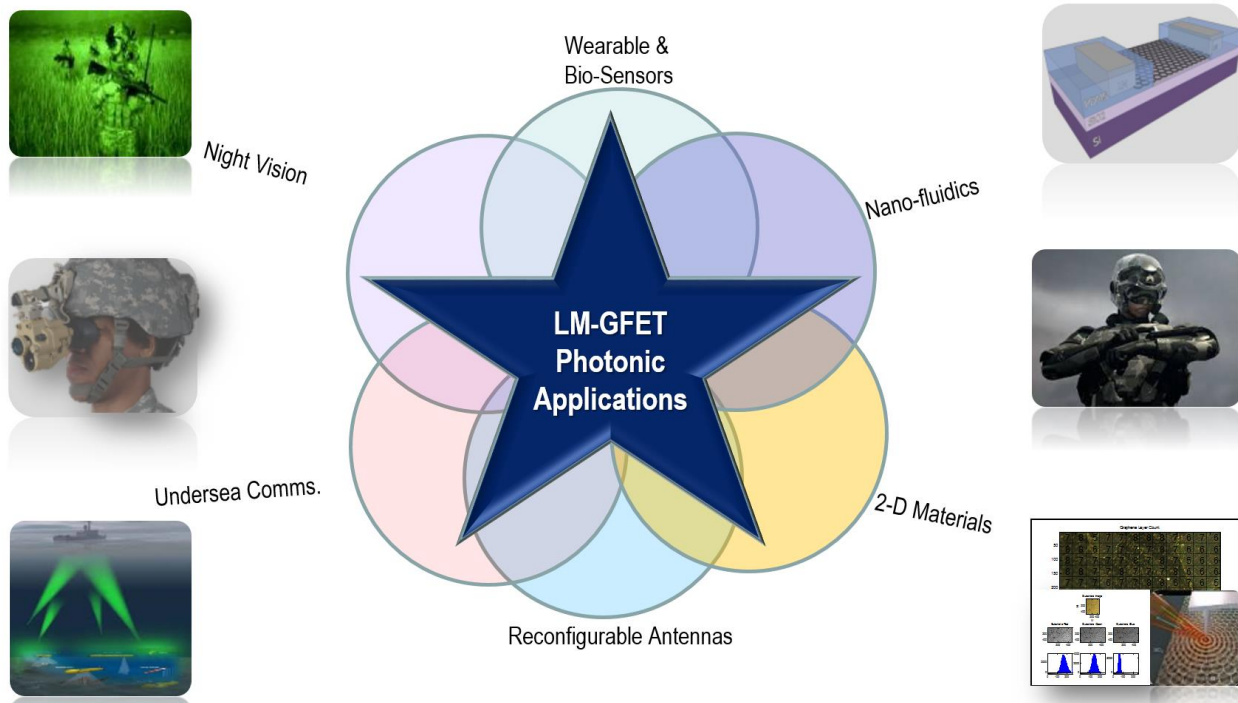 Wearable &
Bio-Sensors
Night Vision
Nano-fluidics
LM-GFET
Photonic
Applications
Undersea Comms.
2-D Materials
Reconfigurable Antennas
Si
Graphene Layer Count